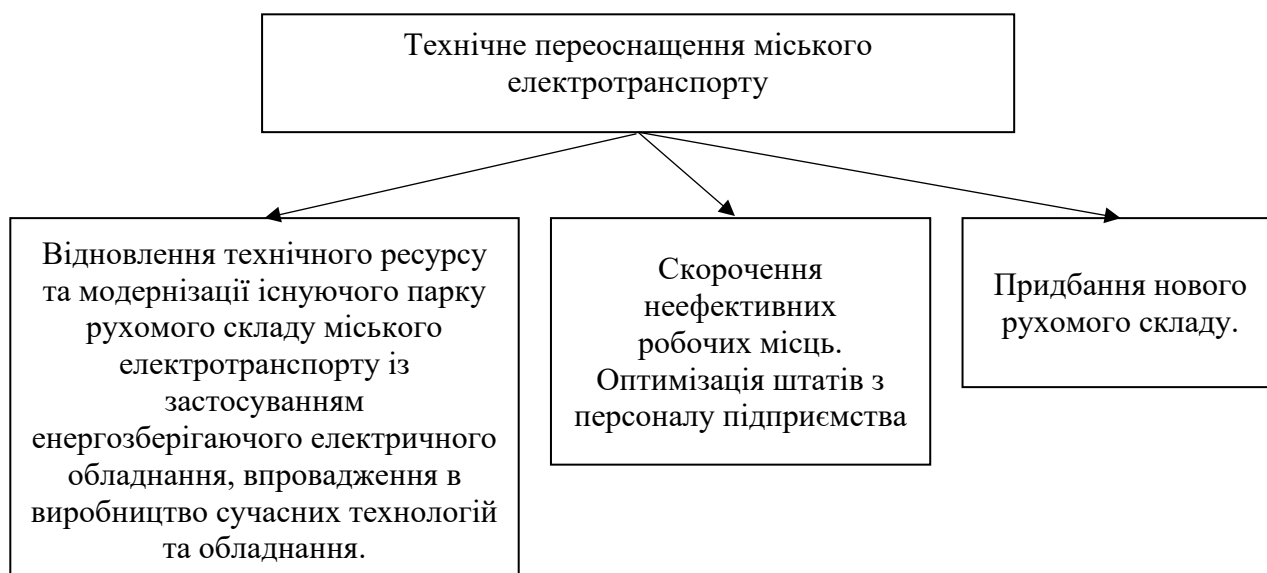 Технічне переоснащення міського
електротранспорту
Відновлення технічного ресурсу
та модернізації існуючого парку
рухомого складу міського
електротранспорту із
застосуванням
енергозберігаючого електричного
обладнання, впровадження в
виробництво сучасних технологій
та обладнання.
Скорочення
неефективних
робочих місць.
Оптимізація штатів з
персоналу підприємства
Придбання нового
рухомого складу.